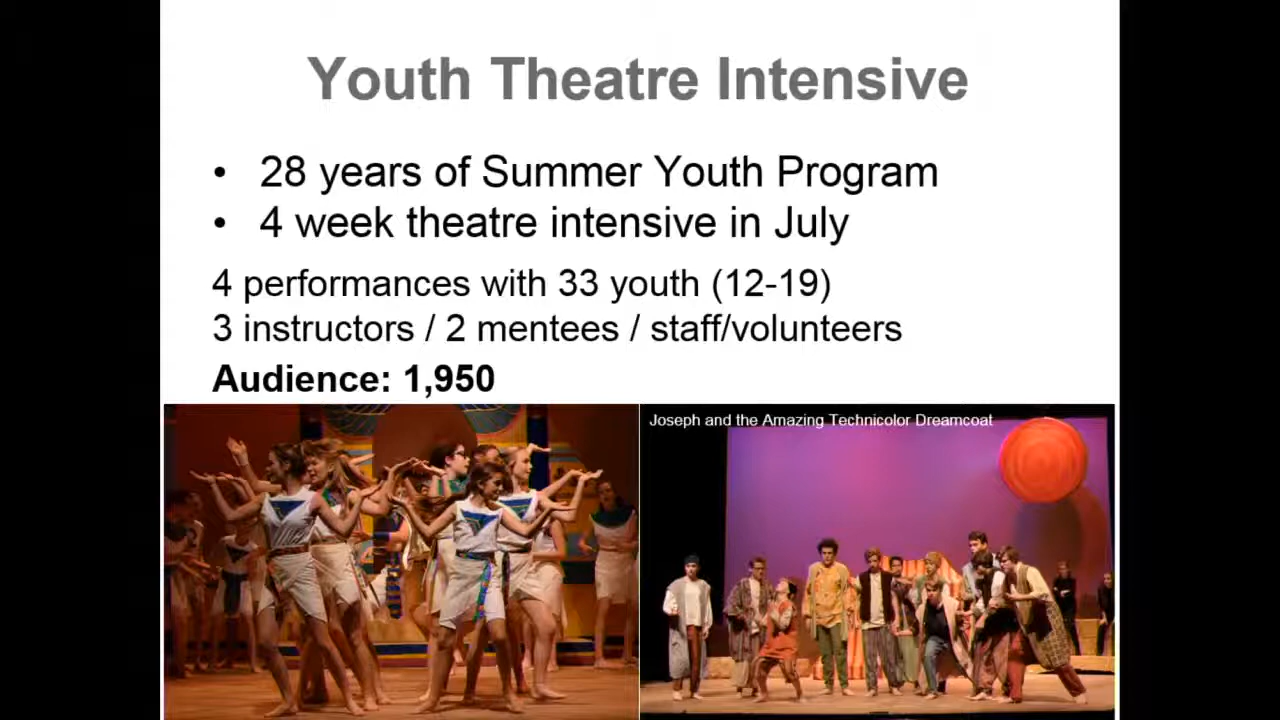 Youth Theatre Intensive
• 28 years of Summer Youth Program
• 4 week theatre intensive in July
4 performances with 33 youth (12-19)
3 instructors / 2 mentees / staff/volunteers
Audience: 1,950
Joseph and the Amazing Technicolor Dreamcoat